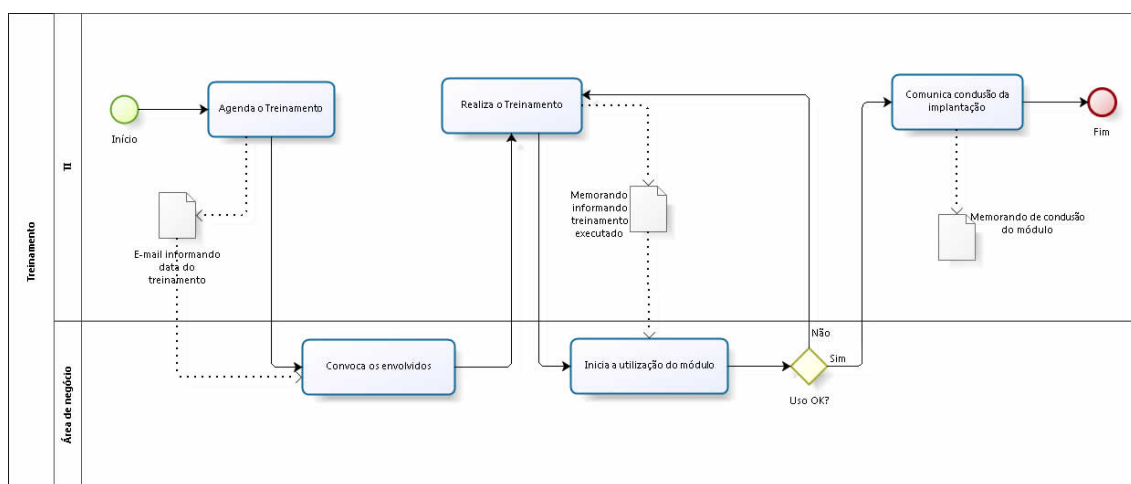 Treinamento
TI
Área de negócio
Início
Agenda o Treinamento
E-mail informando
data do
treinamento
Convoca os envolvidos
Realiza o Treinamento
Memorando
informando
treinamento
executado
Inicia a utilização do módulo
Uso OK?
Não
Sim
Comunica condusão da
implantação
Memorando de condusão
do módulo
Fim